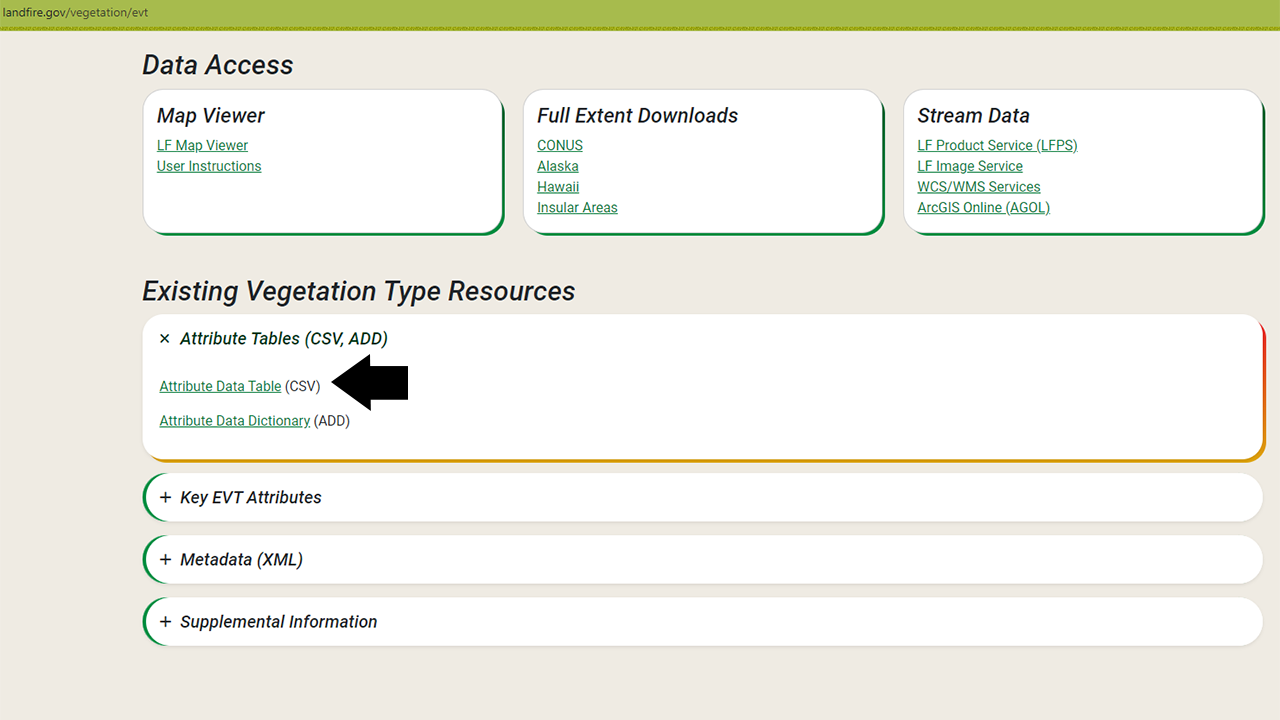 landfire.gov/vegetation/evt
Data Access
Map Viewer
LF Map Viewer
User Instructions
Full Extent Downloads
CONUS
Alaska
Hawaii
Insular Areas
Stream Data
LF Product Service (LFPS)
LF Image Service
WCS/WMS Services
ArcGIS Online (AGOL)
Existing Vegetation Type Resources
× Attribute Tables (CSV, ADD)
Attribute Data Table (CSV)
Attribute Data Dictionary (ADD)
+ Key EVT Attributes
+ Metadata (XML)
+ Supplemental Information